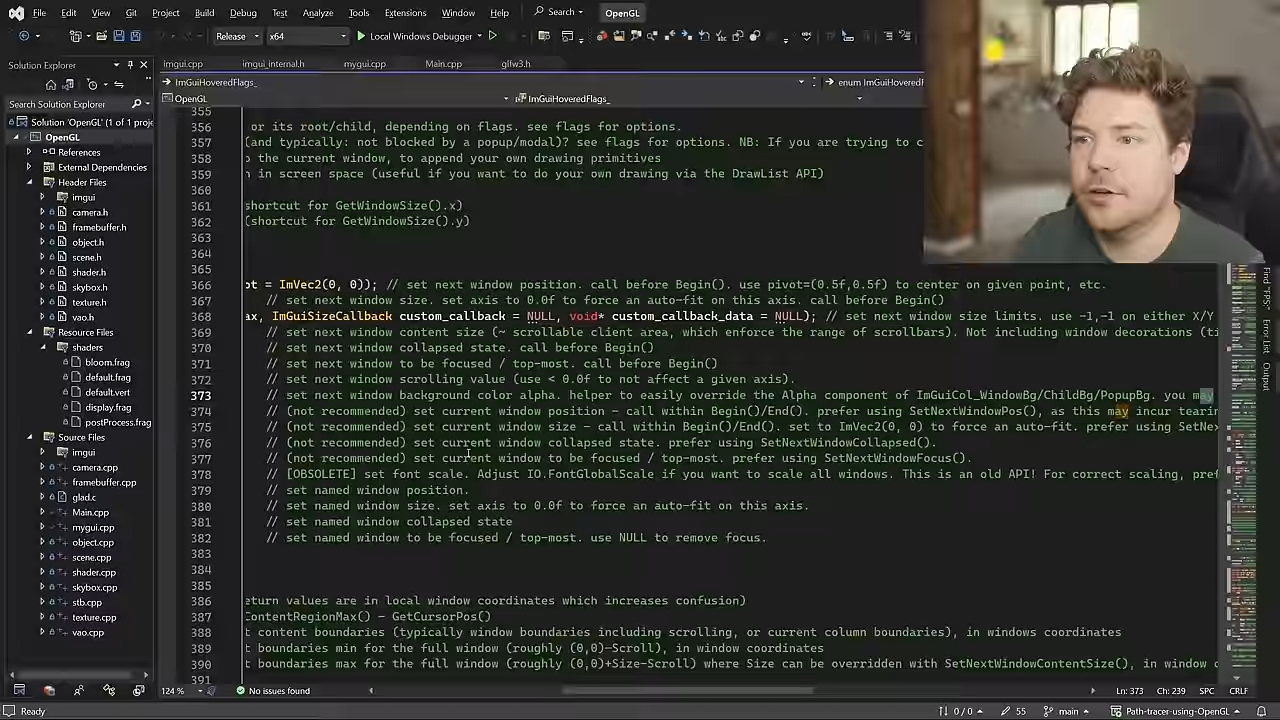 File Edit View Git Project Build Debug Test Analyze Tools Extensions Window Help Search OpenGL
Release x64 Local Windows Debugger
Solution Explorer imgui.cpp imgui_internal.h mygui.cpp Main.cpp glfw3.h
ImGuiHoveredFlags_ enum ImGuiHoveredF
OpenGL ImGuiHoveredFlags_
Search Solution Explorer
Solution 'OpenGL' (1 of 1 proje
OpenGL
References
External Dependencies
Header Files
imgui
camera.h
framebuffer.h
object.h
scene.h
shader.h
skybox.h
texture.h
vao.h
Resource Files
shaders
bloom.frag
default.frag
default.vert
display.frag
postProcess.frag
Source Files
imgui
camera.cpp
framebuffer.cpp
glad.c
Main.cpp
mygui.cpp
object.cpp
scene.cpp
shader.cpp
skybox.cpp
stb.cpp
texture.cpp
vao.cpp
355
356 or its root/child, depending on flags. see flags for options.
357 (and typically: not blocked by a popup/modal)? see flags for options. NB: If you are trying to c
358 o the current window, to append your own drawing primitives
359 n in screen space (useful if you want to do your own drawing via the DrawList API)
360
361 (shortcut for GetWindowSize().x)
362 (shortcut for GetWindowSize().y)
363
364
365
366 ot = ImVec2(0, 0)); // set next window position. call before Begin(). use pivot=(0.5f,0.5f) to center on given point, etc.
367 // set next window size. set axis to 0.0f to force an auto-fit on this axis. call before Begin()
368 ax, ImGuiSizeCallback custom_callback = NULL, void* custom_callback_data = NULL); // set next window size limits. use -1,-1 on either X/Y
369 // set next window content size (~ scrollable client area, which enforce the range of scrollbars). Not including window decorations (ti
370 // set next window collapsed state. call before Begin()
371 // set next window to be focused / top-most. call before Begin()
372 // set next window scrolling value (use < 0.0f to not affect a given axis).
373 // set next window background color alpha. helper to easily override the Alpha component of ImGuiCol_WindowBg/ChildBg/PopupBg. you may
374 // (not recommended) set current window position - call within Begin()/End(). prefer using SetNextWindowPos(), as this may incur tearin
375 // (not recommended) set current window size - call within Begin()/End(). set to ImVec2(0, 0) to force an auto-fit. prefer using SetNex
376 // (not recommended) set current window collapsed state. prefer using SetNextWindowCollapsed().
377 // (not recommended) set current window to be focused / top-most. prefer using SetNextWindowFocus().
378 // [OBSOLETE] set font scale. Adjust IO.FontGlobalScale if you want to scale all windows. This is an old API! For correct scaling, pref
379 // set named window position.
380 // set named window size. set axis to 0.0f to force an auto-fit on this axis.
381 // set named window collapsed state
382 // set named window to be focused / top-most. use NULL to remove focus.
383
384
385
386 eturn values are in local window coordinates which increases confusion)
387 ContentRegionMax() - GetCursorPos()
388 t content boundaries (typically window boundaries including scrolling, or current column boundaries), in windows coordinates
389 t boundaries min for the full window (roughly (0,0)-Scroll), in window coordinates
390 t boundaries max for the full window (roughly (0,0)+Size-Scroll) where Size can be overridden with SetNextWindowContentSize(), in window c
391
Find "FPS"
Error List
Output
124 % No issues found Ln: 373 Ch: 239 SPC CRLF
Ready 0 / 0 55 main Path-tracer-using-OpenGL